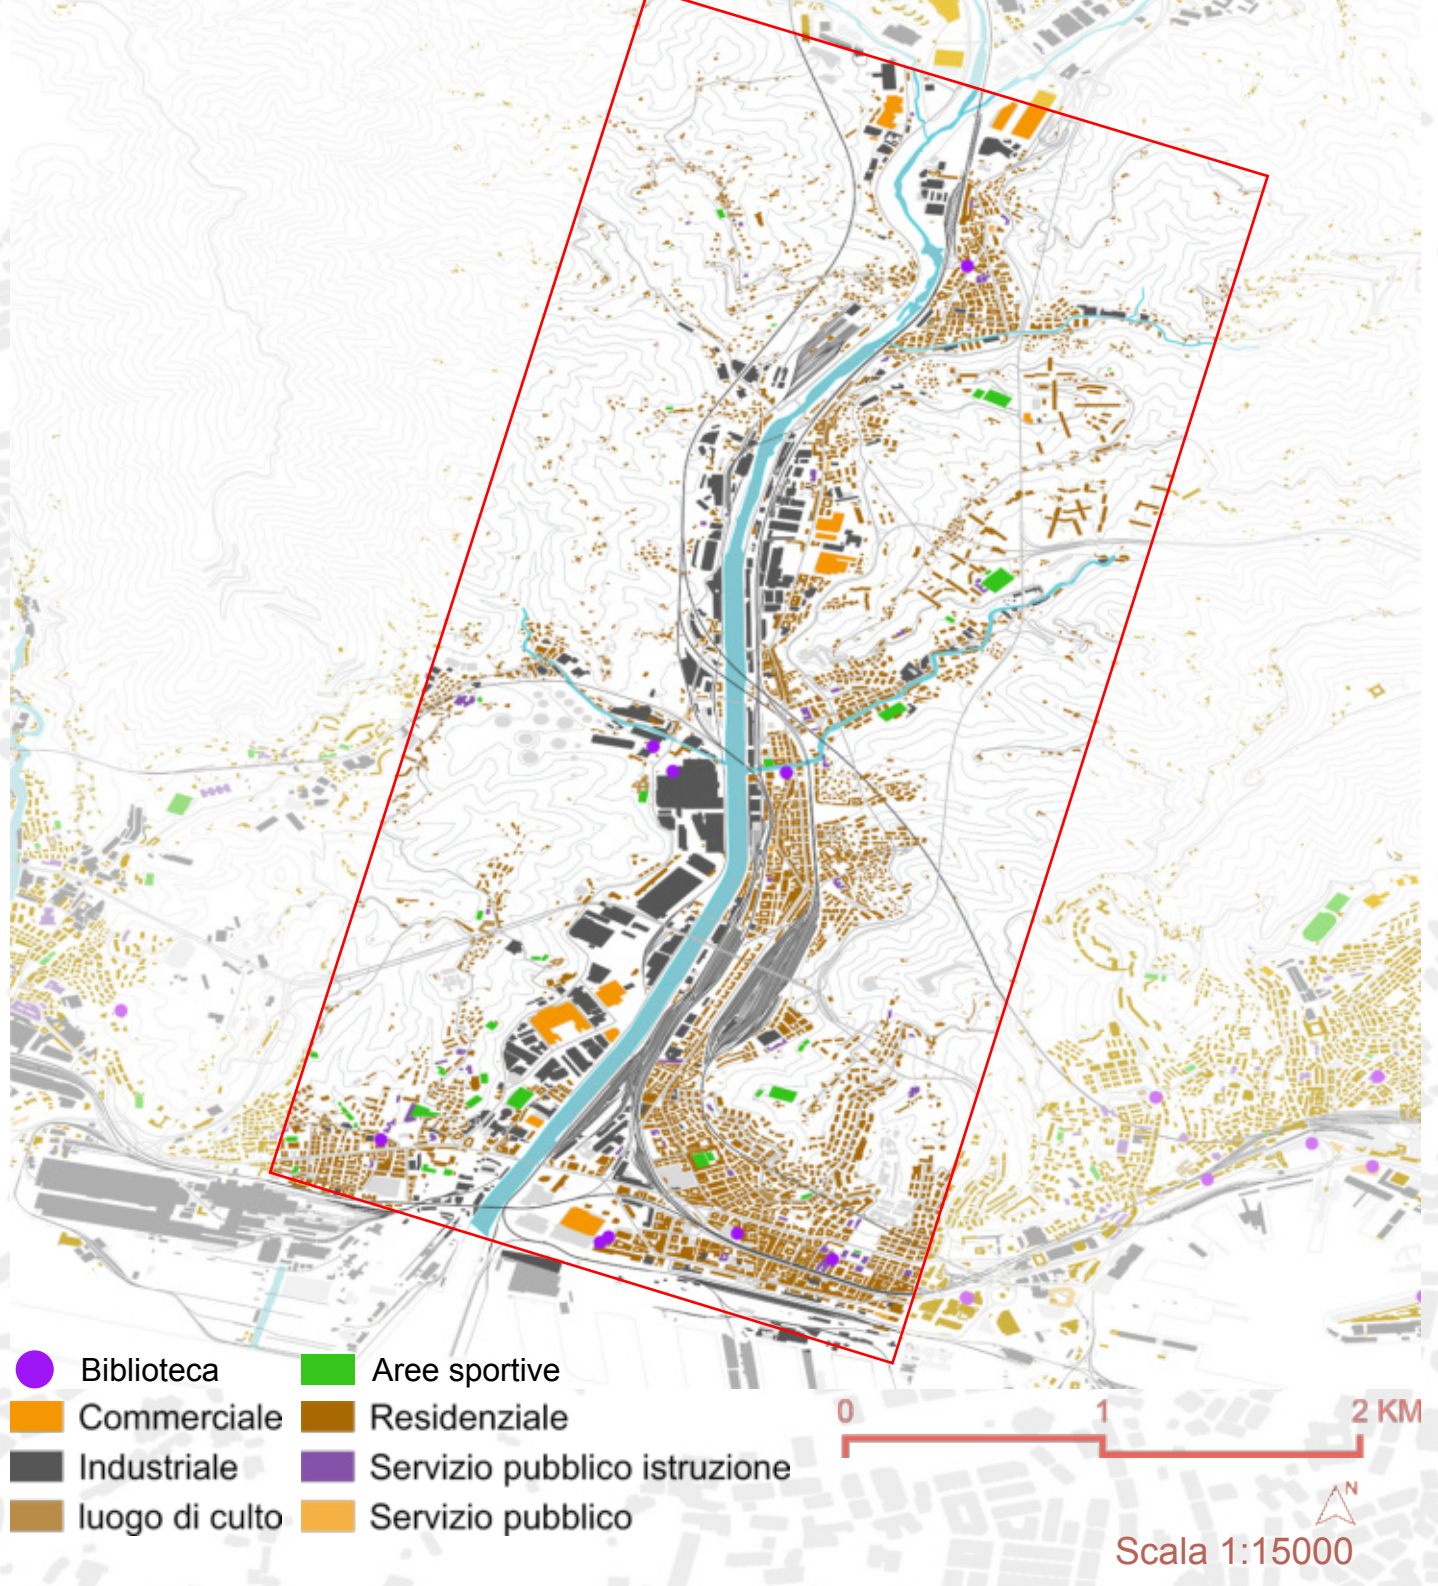 Biblioteca
Aree sportive
Commerciale
Residenziale
Industriale
Servizio pubblico istruzione
luogo di culto
Servizio pubblico
0 1 2 KM
N
Scala 1:15000